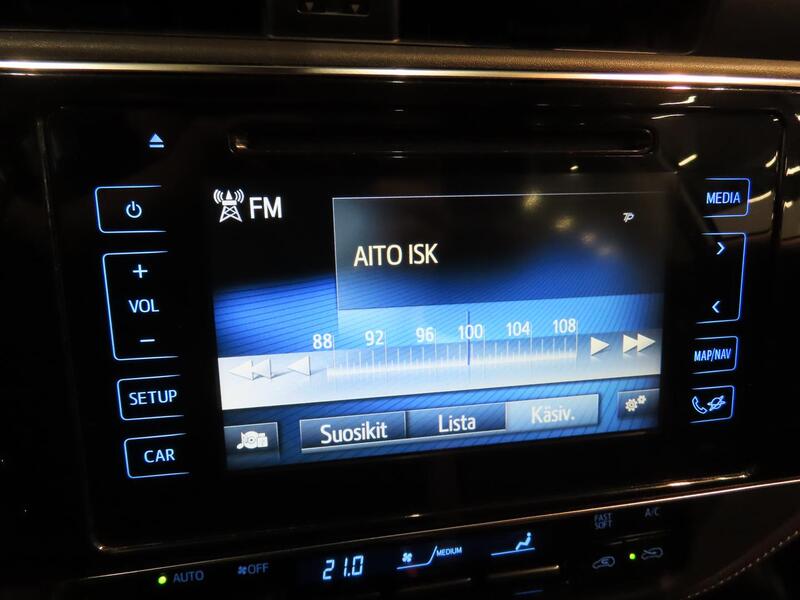 FM
TP
AITO ISK
88 92 96 100 104 108
Suosikit Lista Käsiv.
VOL
SETUP
CAR
MEDIA
MAP/NAV
AUTO OFF 21.0 MEDIUM
FAST
SOFT
A/C